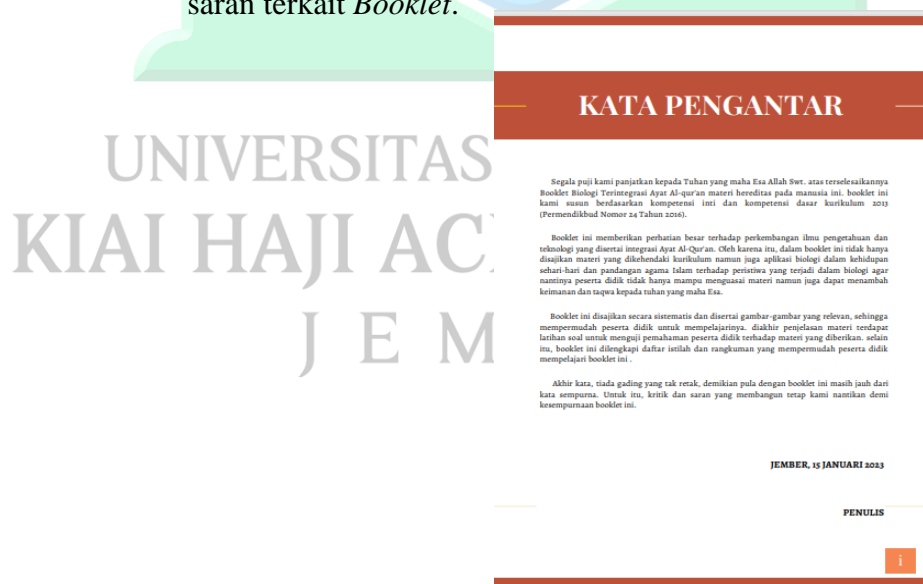 saran terkait Booklet.
UNIVERSITAS
KIAI HAJI AC
JEM
KATA PENGANTAR
Segala puji kami panjatkan kepada Tuhan yang maha Esa Allah Swt. atas terselesaikannya
Booklet Biologi Terintegrasi Ayat Al-qur'an materi hereditas pada manusia ini. booklet ini
kami susun berdasarkan kompetensi inti dan kompetensi dasar kurikulum 2013
(Permendikbud Nomor 24 Tahun 2016).
Booklet ini memberikan perhatian besar terhadap perkembangan ilmu pengetahuan dan
teknologi yang disertai integrasi Ayat Al-Qur'an. Oleh karena itu, dalam booklet ini tidak hanya
disajikan materi yang dikehendaki kurikulum namun juga aplikasi biologi dalam kehidupan
sehari-hari dan pandangan agama Islam terhadap peristiwa yang terjadi dalam biologi agar
nantinya peserta didik tidak hanya mampu menguasai materi namun juga dapat menambah
keimanan dan taqwa kepada tuhan yang maha Esa.
Booklet ini disajikan secara sistematis dan disertai gambar-gambar yang relevan, sehingga
mempermudah peserta didik untuk mempelajarinya. diakhir penjelasan materi terdapat
latihan soal untuk menguji pemahaman peserta didik terhadap materi yang diberikan. selain
itu, booklet ini dilengkapi daftar istilah dan rangkuman yang mempermudah peserta didik
mempelajari booklet ini .
Akhir kata, tiada gading yang tak retak, demikian pula dengan booklet ini masih jauh dari
kata sempurna. Untuk itu, kritik dan saran yang membangun tetap kami nantikan demi
kesempurnaan booklet ini.
JEMBER, 15 JANUARI 2023
PENULIS
i